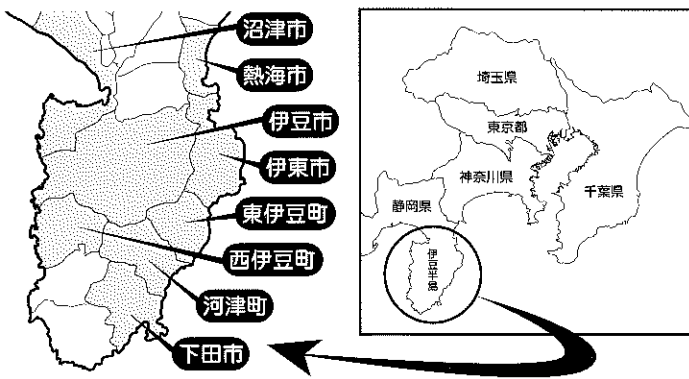 沼津市
熱海市
伊豆市
伊東市
東伊豆町
西伊豆町
河津町
下田市
埼玉県
東京都
神奈川県
千葉県
静岡県
伊豆半島